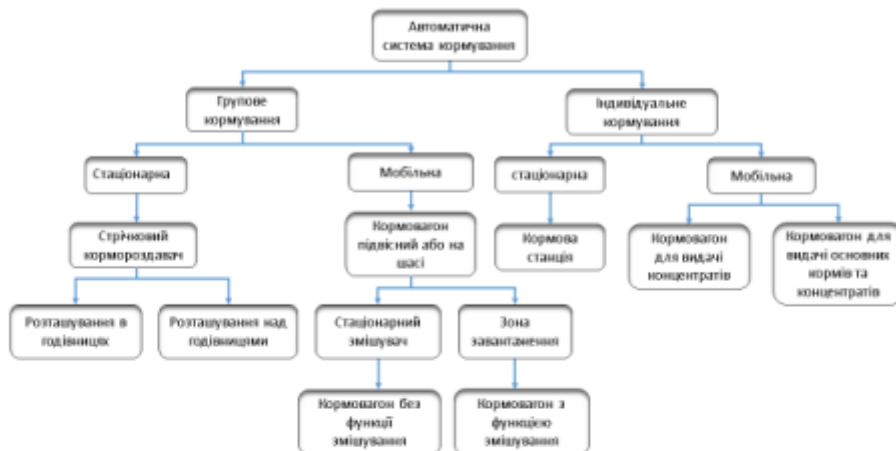 Автоматична
система кормування
Групове
кормування
Індивідуальне
кормування
Стаціонарна
Мобільна
стаціонарна
Мобільна
Стрічковий
кормороздавач
Кормовагон
підвісний або на
шасі
Кормова
станція
Кормовагон
для видачі
концентратів
Кормовагон для
видачі основних
кормів та
концентратів
Розташування в
годівницях
Розташування над
годівницями
Стаціонарний
змішувач
Зона
завантаження
Кормовагон без
функції
змішування
Кормовагон з
функцією
змішування